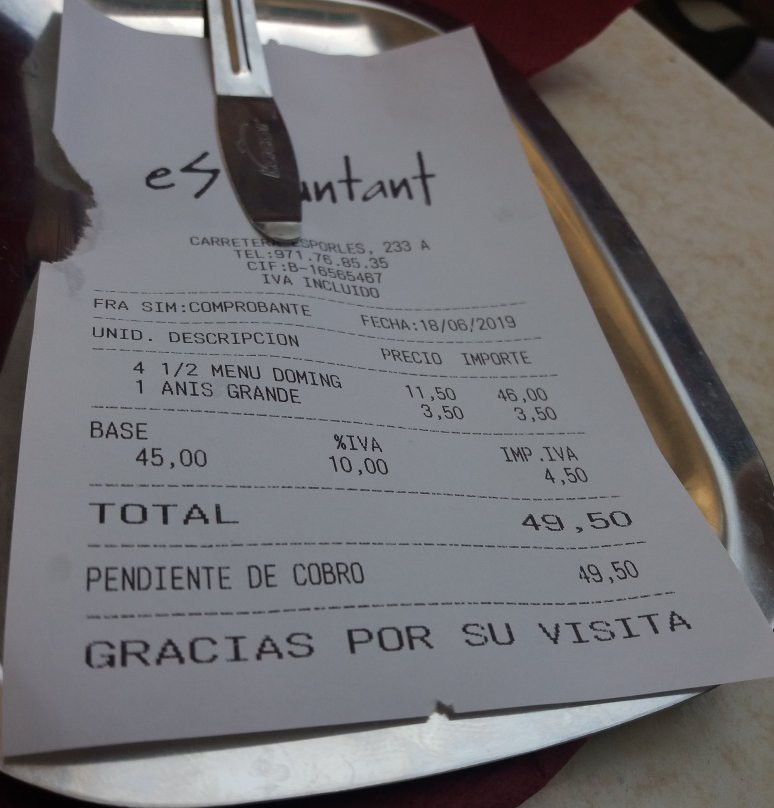 es untant
CARRETERA ESPORLES, 233 A
TEL:971.76.85.35
CIF:B-16565467
IVA INCLUIDO
FRA SIM:COMPROBANTE FECHA:18/06/2019
UNID. DESCRIPCION PRECIO IMPORTE
4 1/2 MENU DOMING 11,50 46,00
1 ANIS GRANDE 3,50 3,50
BASE %IVA IMP.IVA
45,00 10,00 4,50
TOTAL 49,50
PENDIENTE DE COBRO 49,50
GRACIAS POR SU VISITA